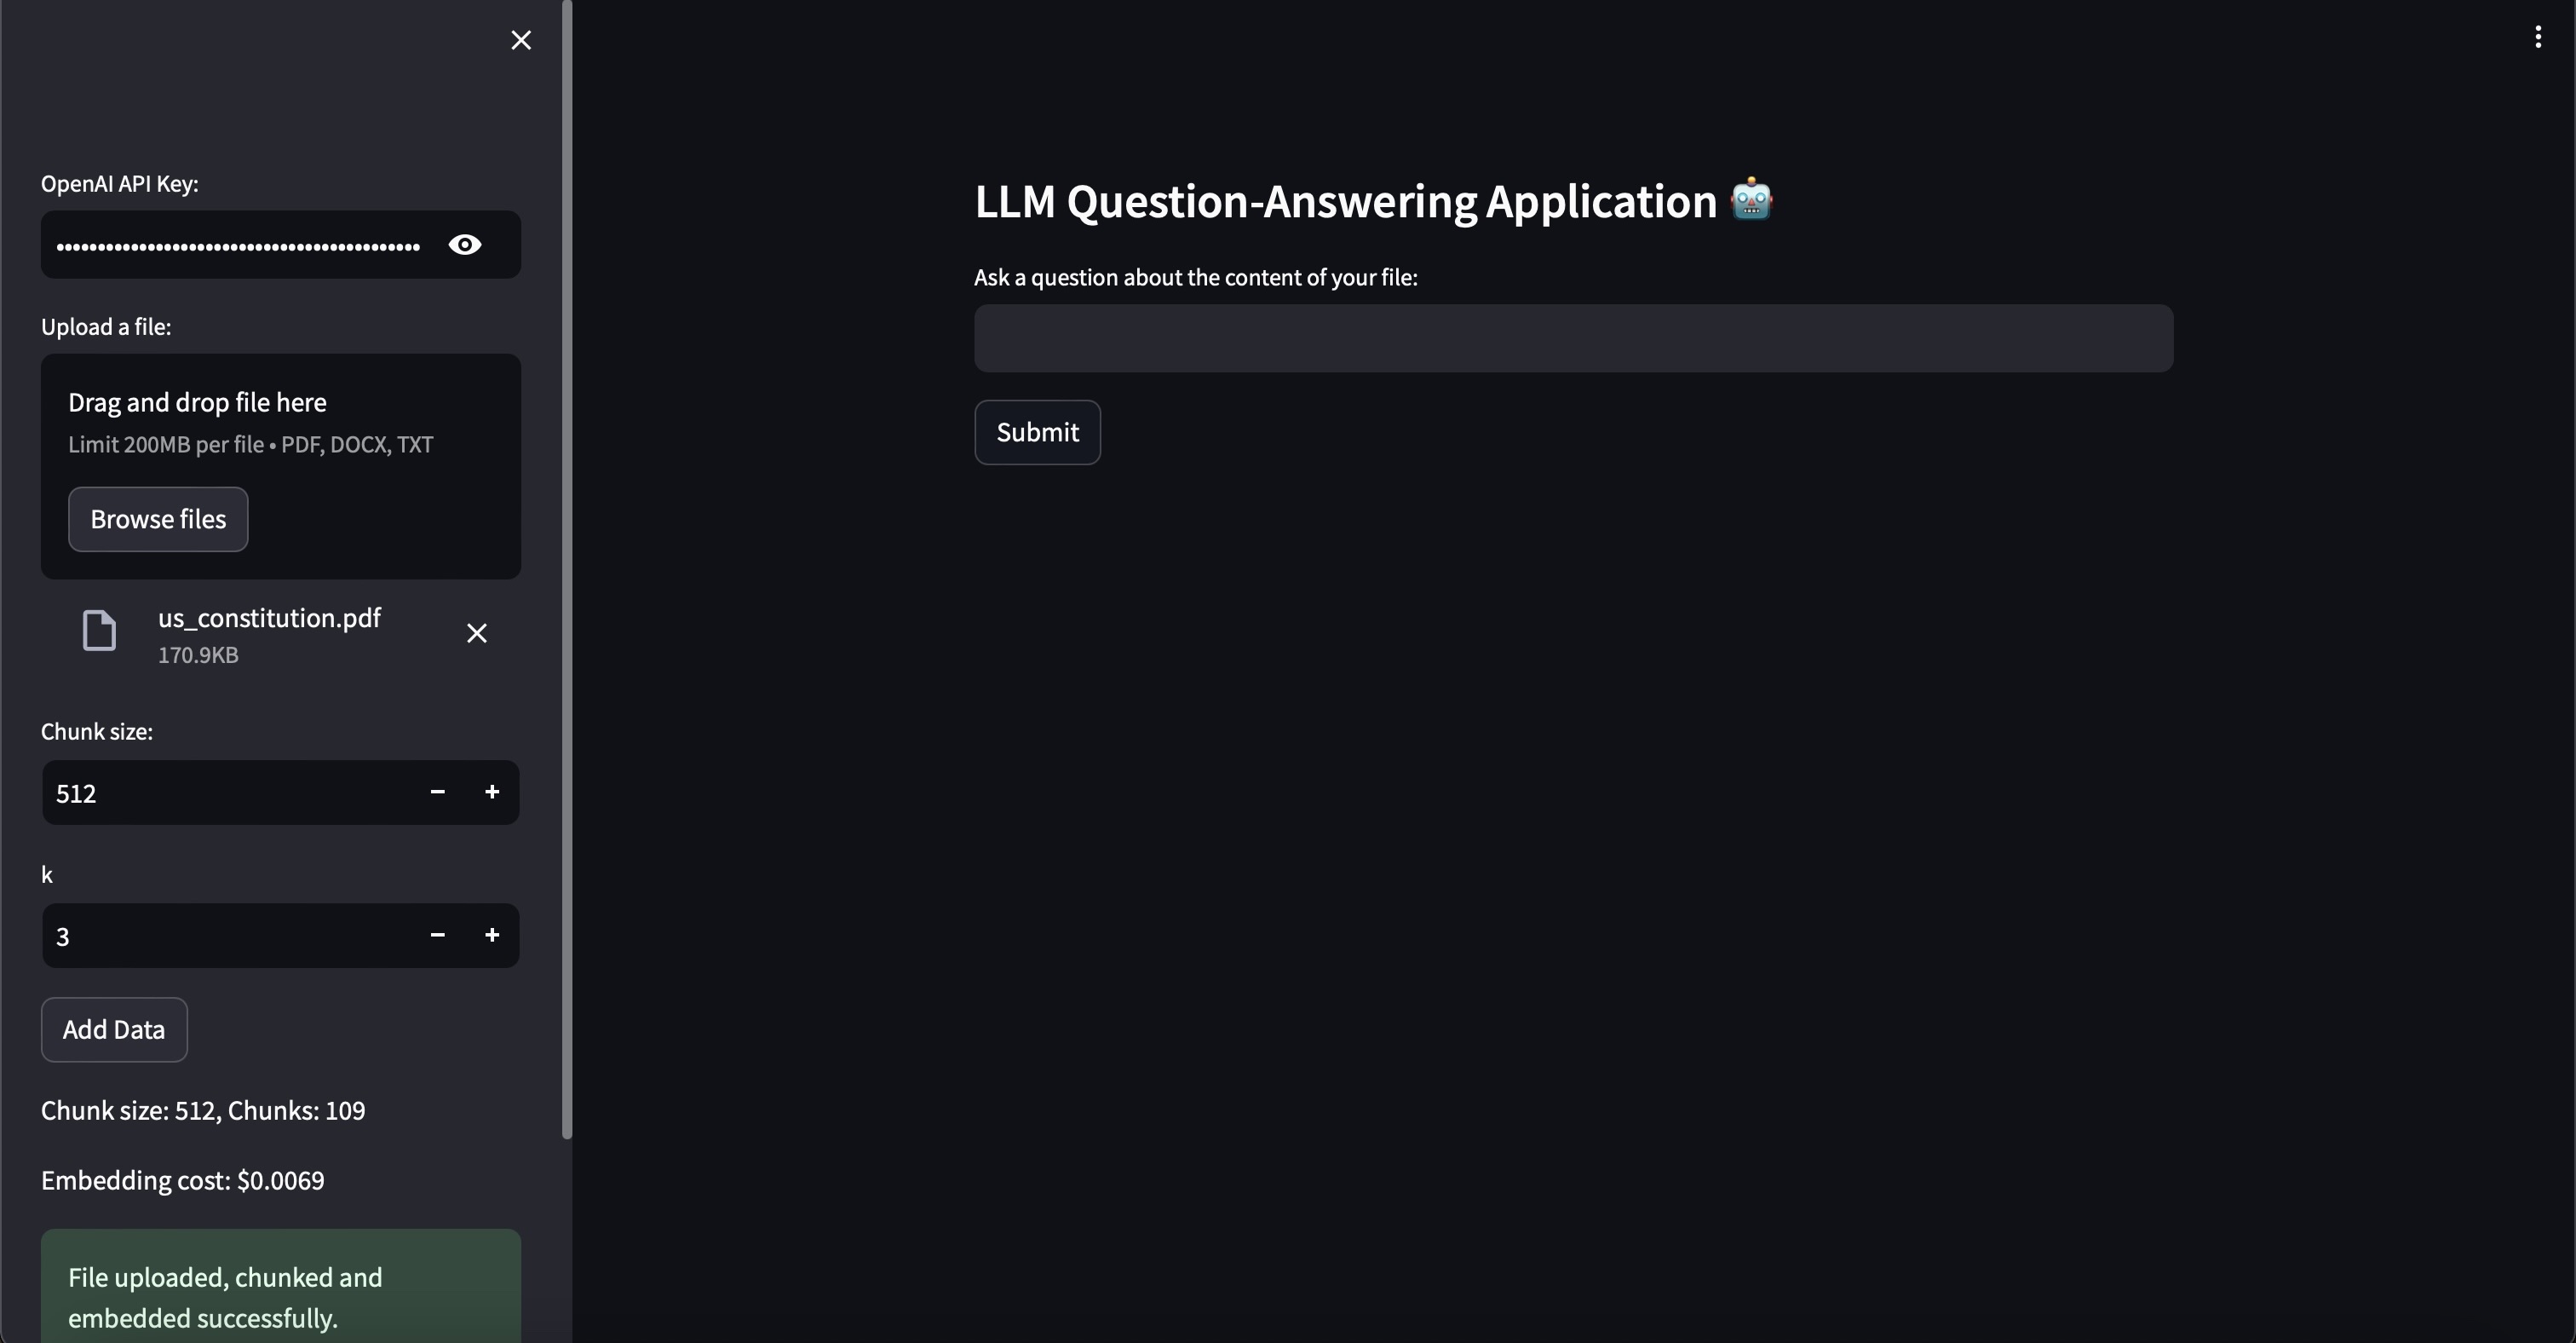 OpenAI API Key:
••••••••••••••••••••••••••••••••••••••••••••
Upload a file:
Drag and drop file here
Limit 200MB per file • PDF, DOCX, TXT
Browse files
us_constitution.pdf
170.9KB
Chunk size:
512
k
3
Add Data
Chunk size: 512, Chunks: 109
Embedding cost: $0.0069
File uploaded, chunked and
embedded successfully.
LLM Question-Answering Application 🤖
Ask a question about the content of your file:
Submit